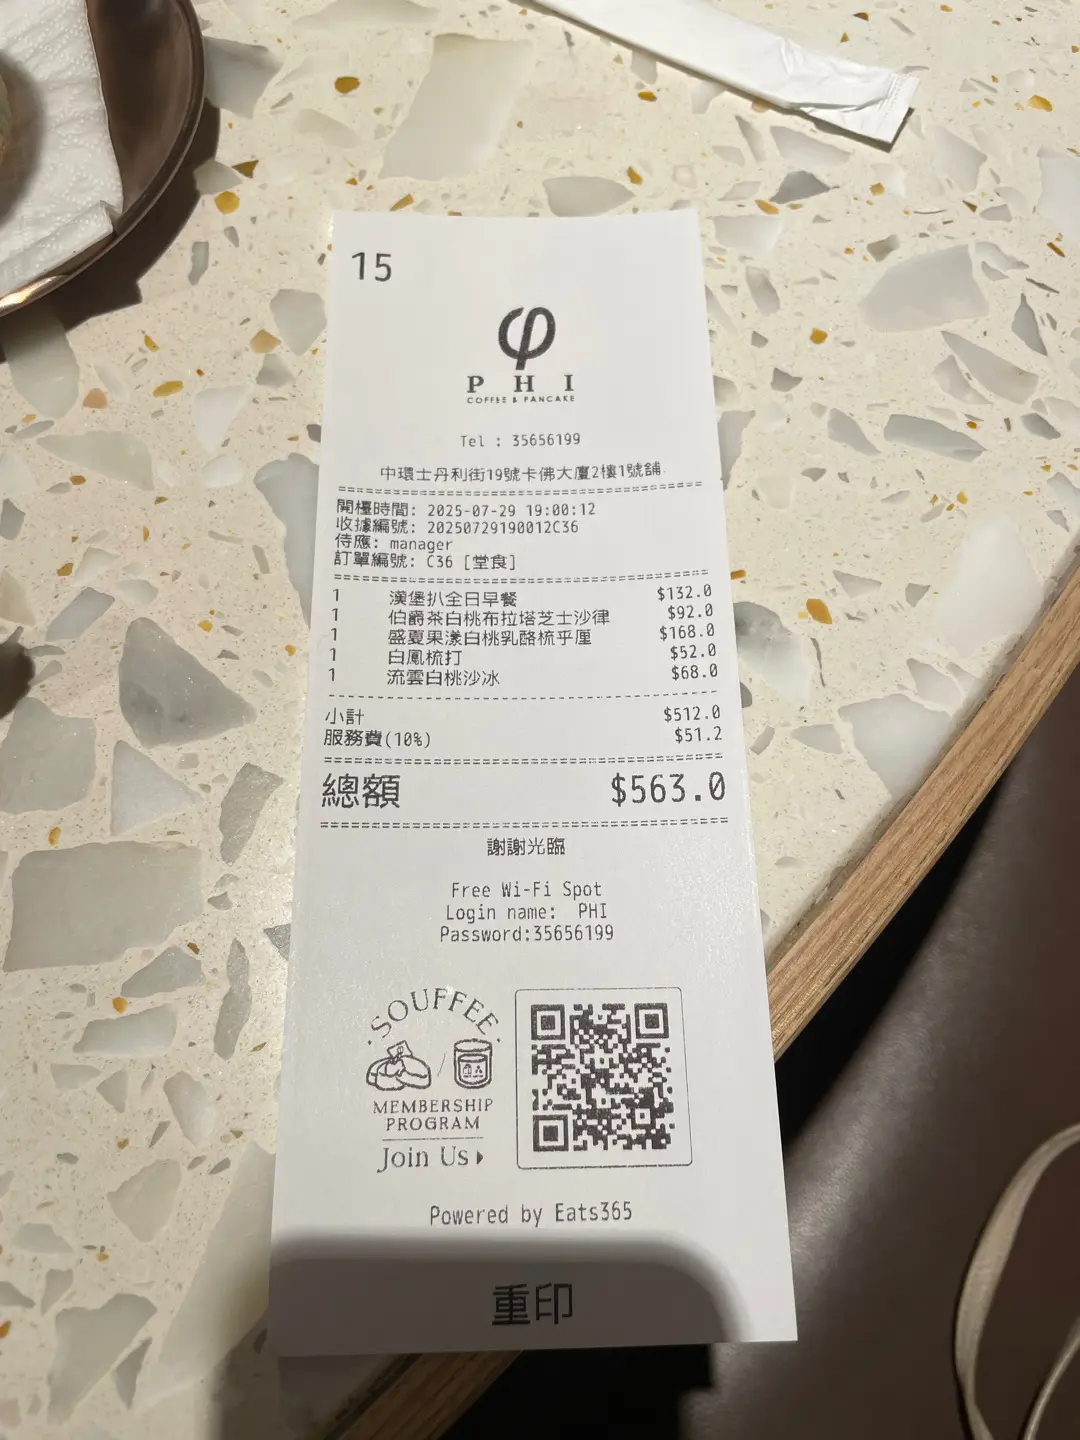 15
φ
PHI
COFFEE & PANCAKE
Tel : 35656199
中環士丹利街19號卡佛大廈2樓1號舖
開檯時間: 2025-07-29 19:00:12
收據編號: 20250729190012C36
侍應: manager
訂單編號: C36 [堂食]
1 漢堡扒全日早餐 $132.0
1 伯爵茶白桃布拉塔芝士沙律 $92.0
1 盛夏果漾白桃乳酪梳乎厘 $168.0
1 白鳳梳打 $52.0
1 流雲白桃沙冰 $68.0
小計 $512.0
服務費(10%) $51.2
總額 $563.0
謝謝光臨
Free Wi-Fi Spot
Login name: PHI
Password:35656199
SOUFFEE
MEMBERSHIP
PROGRAM
Join Us
Powered by Eats365
重印